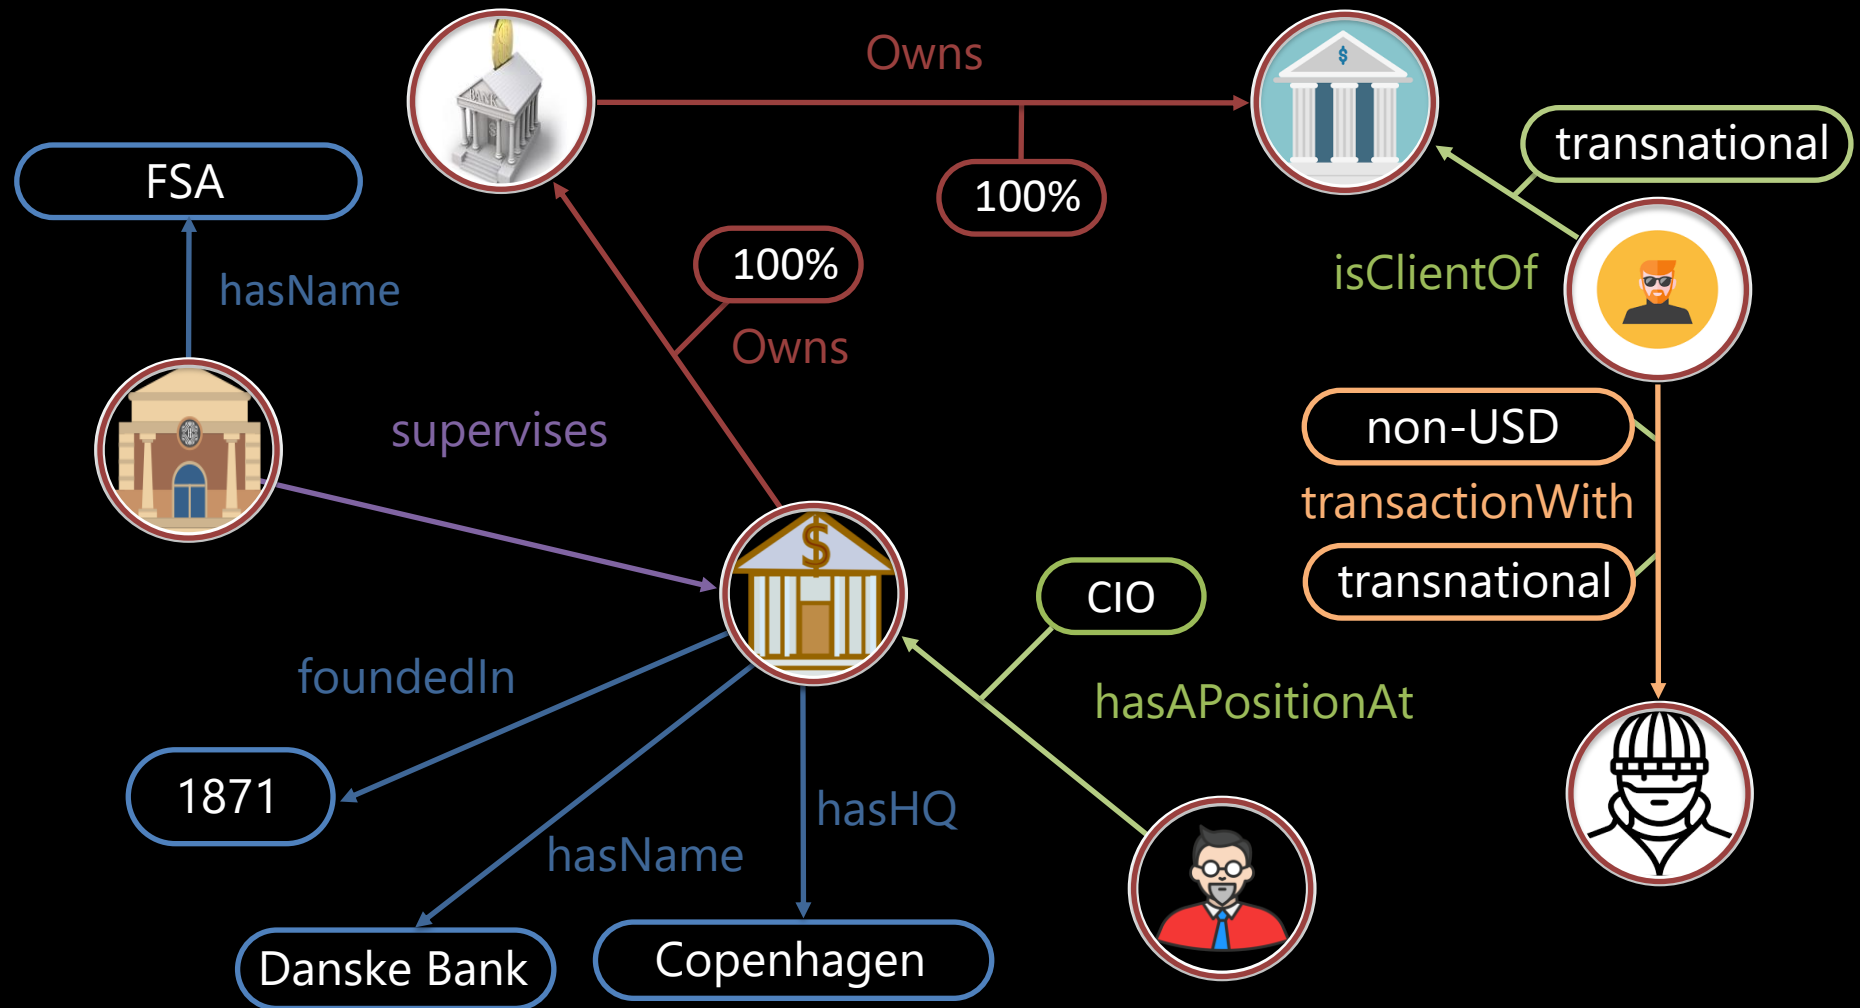 Owns
transnational
FSA
100%
100%
isClientOf
hasName
Owns
non-USD
supervises
transactionWith
transnational
CIO
foundedIn
hasAPositionAt
1871
hasHQ
hasName
Danske Bank
Copenhagen
BANK
$
$
$